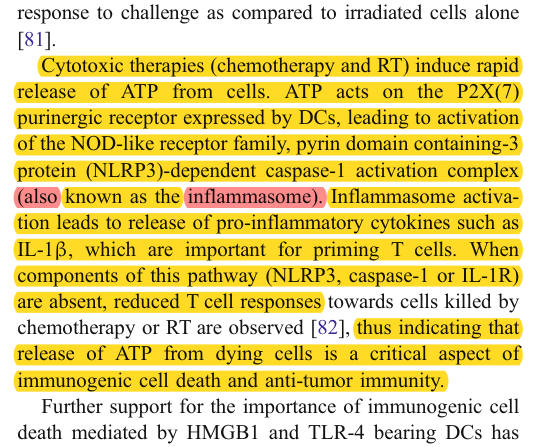 response to challenge as compared to irradiated cells alone
[81].
Cytotoxic therapies (chemotherapy and RT) induce rapid
release of ATP from cells. ATP acts on the P2X(7)
purinergic receptor expressed by DCs, leading to activation
of the NOD-like receptor family, pyrin domain containing-3
protein (NLRP3)-dependent caspase-1 activation complex
(also known as the inflammasome). Inflammasome activa-
tion leads to release of pro-inflammatory cytokines such as
IL-1β, which are important for priming T cells. When
components of this pathway (NLRP3, caspase-1 or IL-1R)
are absent, reduced T cell responses towards cells killed by
chemotherapy or RT are observed [82], thus indicating that
release of ATP from dying cells is a critical aspect of
immunogenic cell death and anti-tumor immunity.
Further support for the importance of immunogenic cell
death mediated by HMGB1 and TLR-4 bearing DCs has